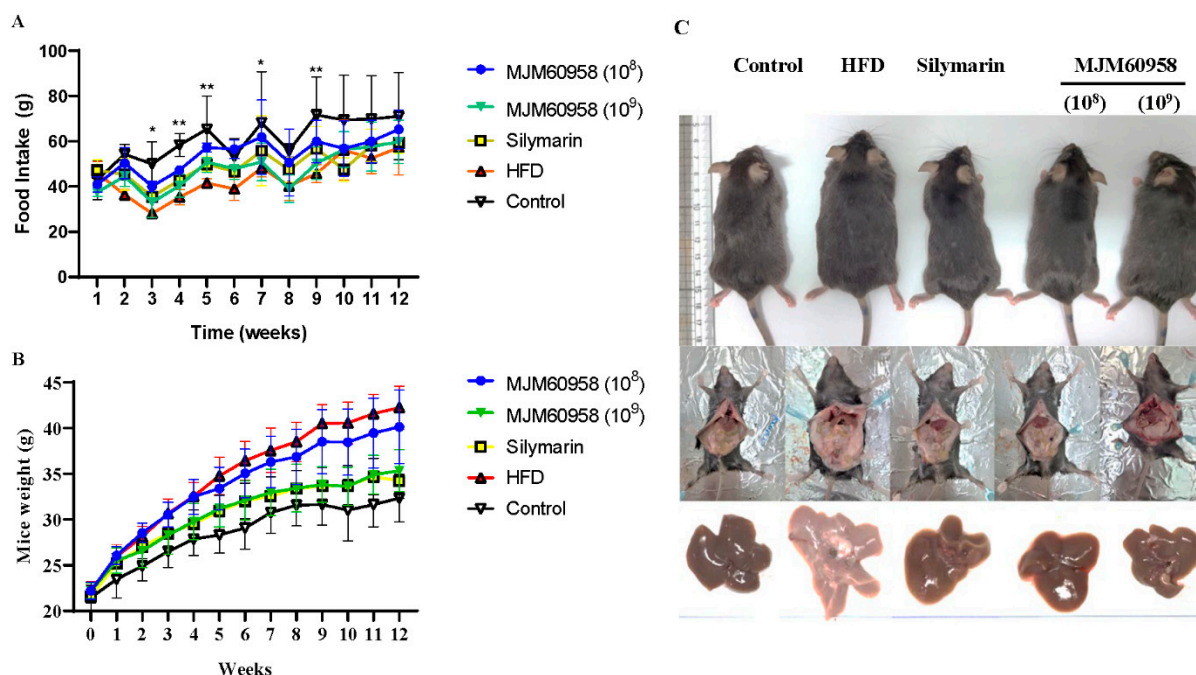 A
Food Intake (g)
100
80
60
40
20
0
* ** ** * **
1 2 3 4 5 6 7 8 9 10 11 12
Time (weeks)
MJM60958 (10⁸)
MJM60958 (10⁹)
Silymarin
HFD
Control
B
Mice weight (g)
45
40
35
30
25
20
0 1 2 3 4 5 6 7 8 9 10 11 12
Weeks
MJM60958 (10⁸)
MJM60958 (10⁹)
Silymarin
HFD
Control
C
Control HFD Silymarin MJM60958
(10⁸) (10⁹)